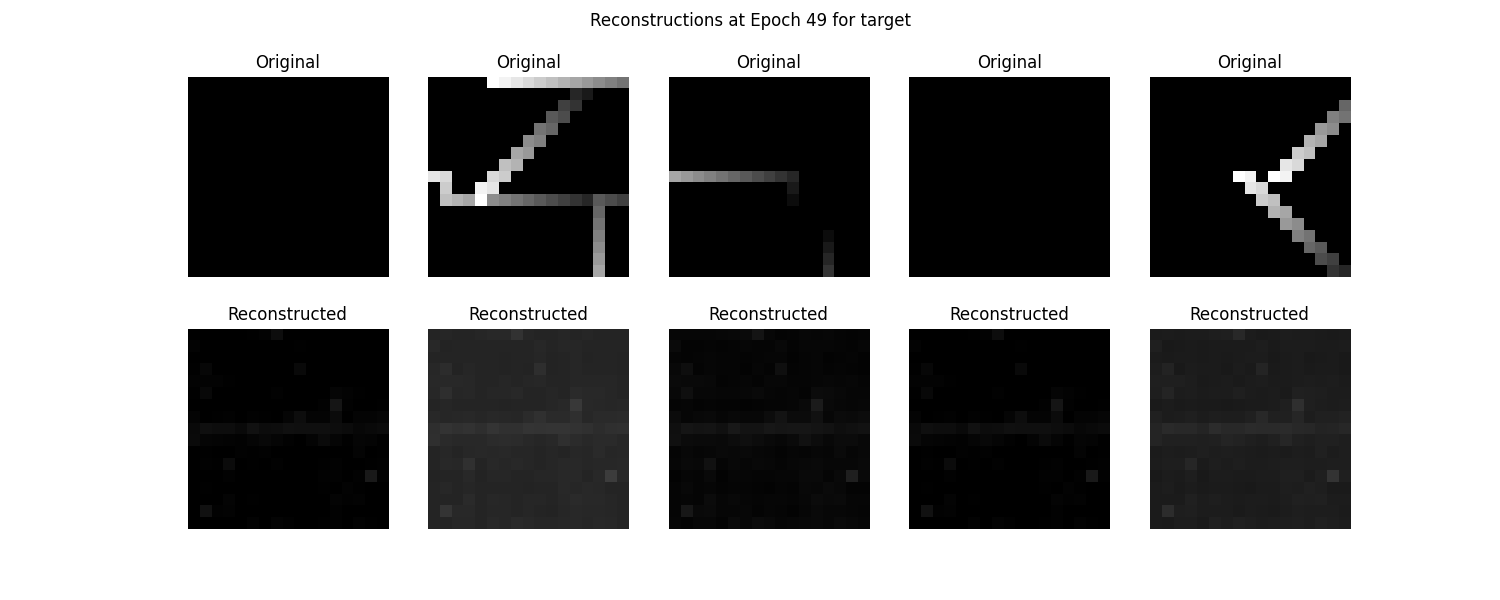 Reconstructions at Epoch 49 for target
Original Original Original Original Original
Reconstructed Reconstructed Reconstructed Reconstructed Reconstructed